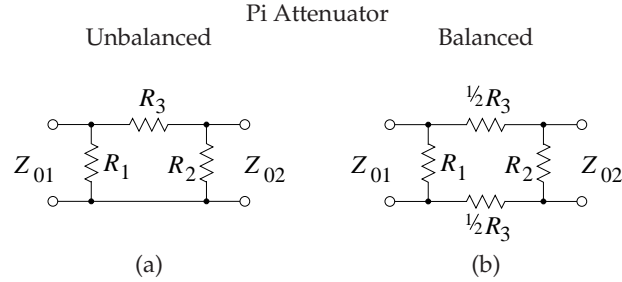 Pi Attenuator
Unbalanced Balanced
R3 ½R3
Z01 R1 R2 Z02 Z01 R1 R2 Z02
½R3
(a) (b)